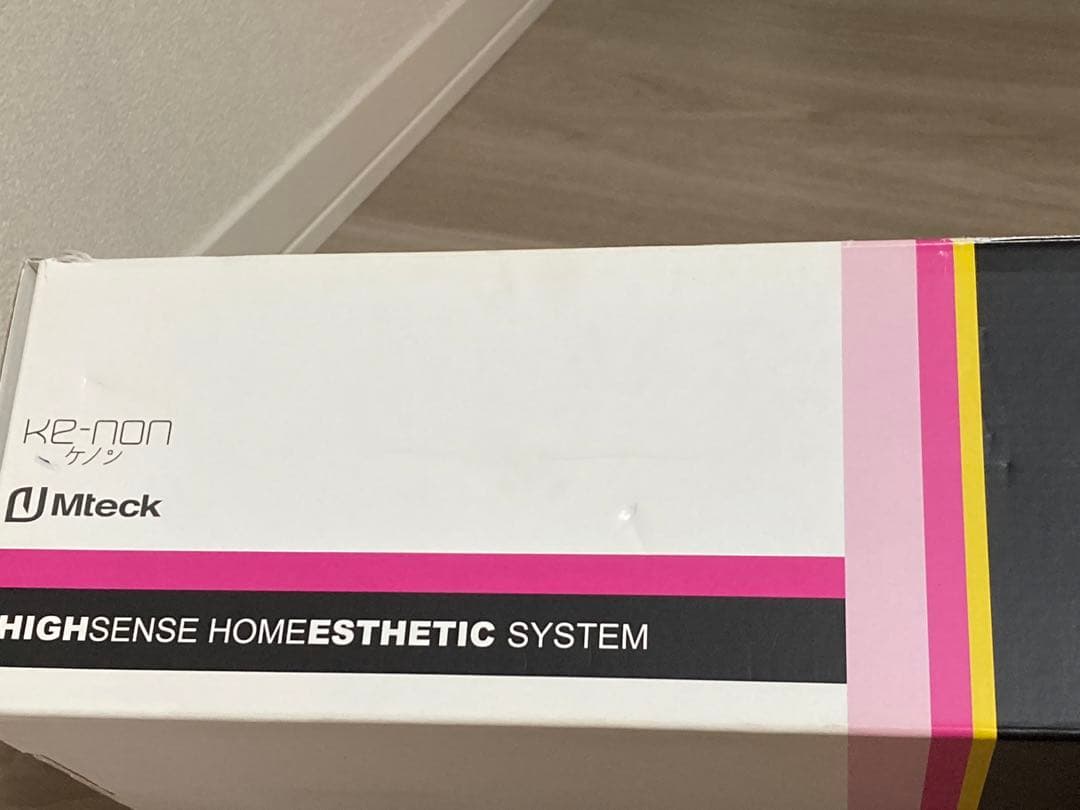 ke-non
ケノン
Mteck
HIGHSENSE HOMEESTHETIC SYSTEM